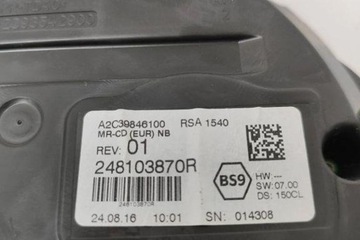 A2C39846100 RSA 1540
MR-CD (EUR) NB
REV: 01
248103870R
BS9
HW: ---
SW: 07.00
DS: 150CL
248103870R
24.08.16 10:01 SN: 014308